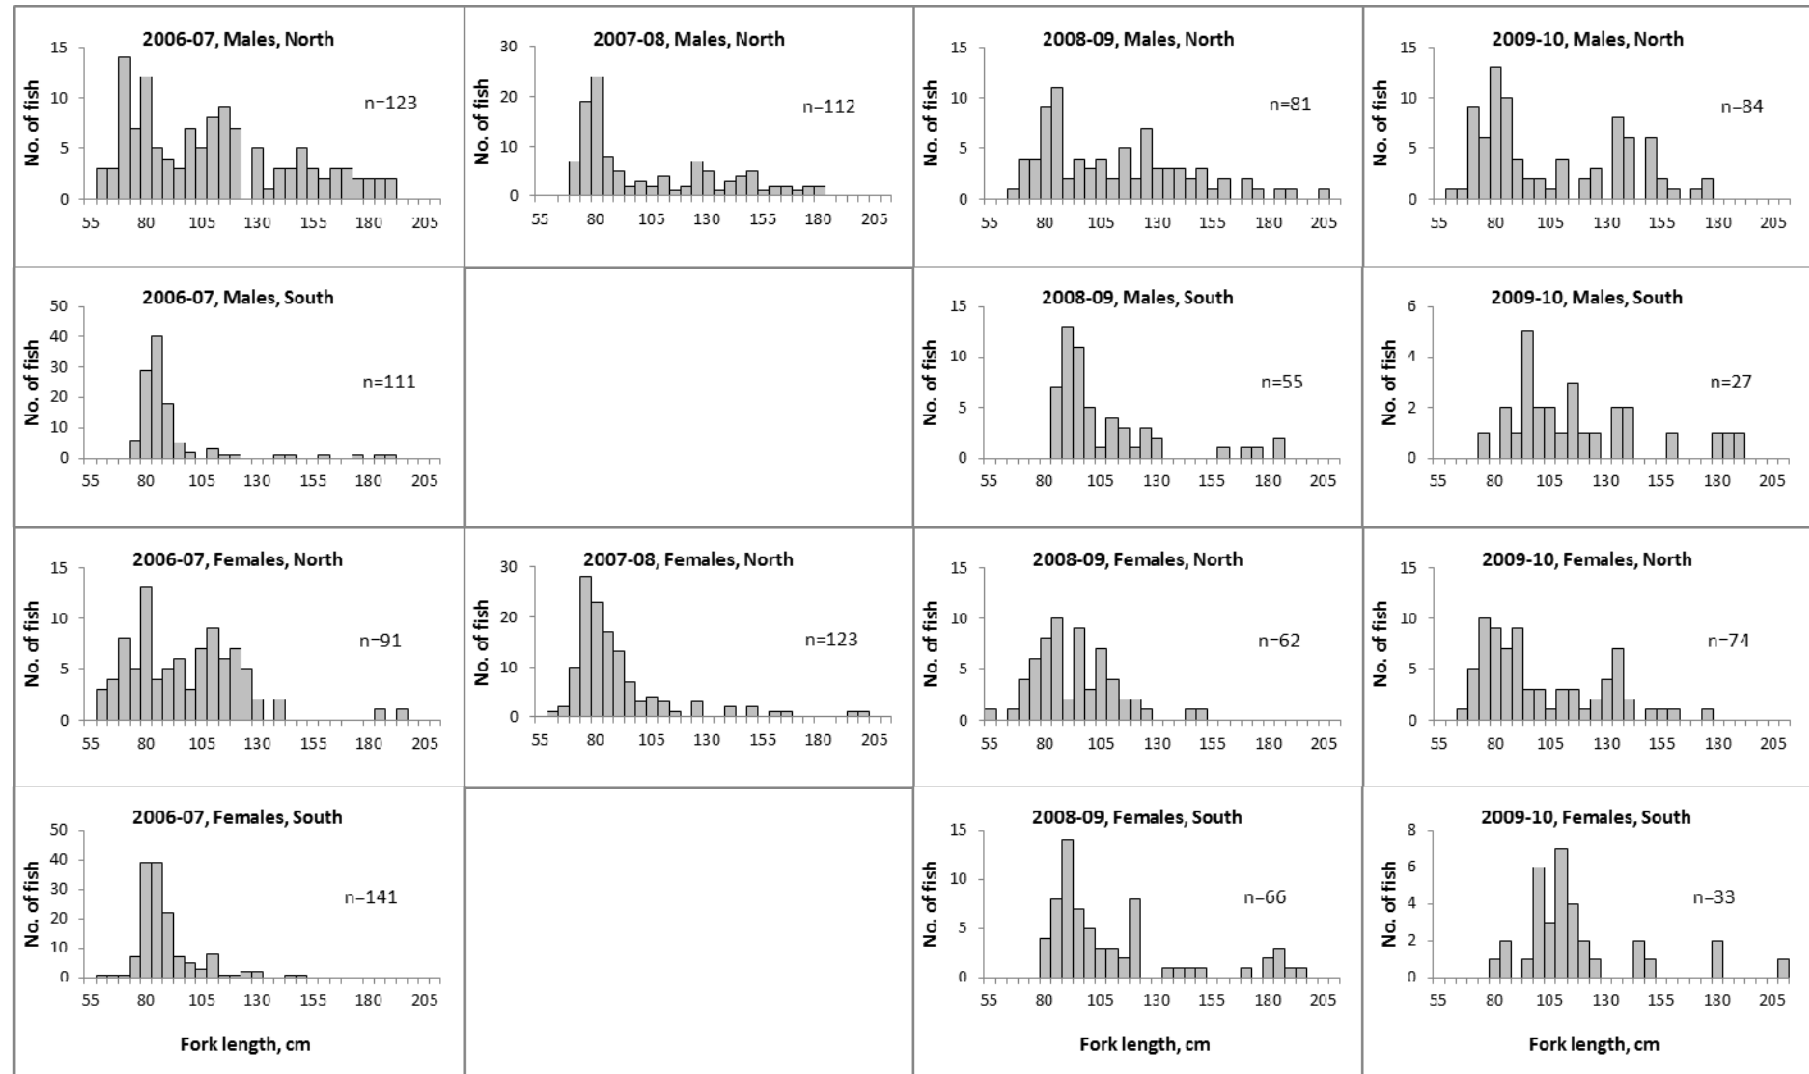 2006-07, Males, North
No. of fish
15
10
5
0
n=123
55 80 105 130 155 180 205
2007-08, Males, North
No. of fish
30
20
10
0
n=112
55 80 105 130 155 180 205
2008-09, Males, North
No. of fish
15
10
5
0
n=81
55 80 105 130 155 180 205
2009-10, Males, North
No. of fish
15
10
5
0
n=84
55 80 105 130 155 180 205
2006-07, Males, South
No. of fish
50
40
30
20
10
0
n=111
55 80 105 130 155 180 205
2008-09, Males, South
No. of fish
15
10
5
0
n=55
55 80 105 130 155 180 205
2009-10, Males, South
No. of fish
6
4
2
0
n=27
55 80 105 130 155 180 205
2006-07, Females, North
No. of fish
15
10
5
0
n=91
55 80 105 130 155 180 205
2007-08, Females, North
No. of fish
30
20
10
0
n=123
55 80 105 130 155 180 205
2008-09, Females, North
No. of fish
15
10
5
0
n=62
55 80 105 130 155 180 205
2009-10, Females, North
No. of fish
15
10
5
0
n=74
55 80 105 130 155 180 205
2006-07, Females, South
No. of fish
50
40
30
20
10
0
n=141
55 80 105 130 155 180 205
Fork length, cm
2008-09, Females, South
No. of fish
15
10
5
0
n=66
55 80 105 130 155 180 205
Fork length, cm
2009-10, Females, South
No. of fish
8
6
4
2
0
n=33
55 80 105 130 155 180 205
Fork length, cm